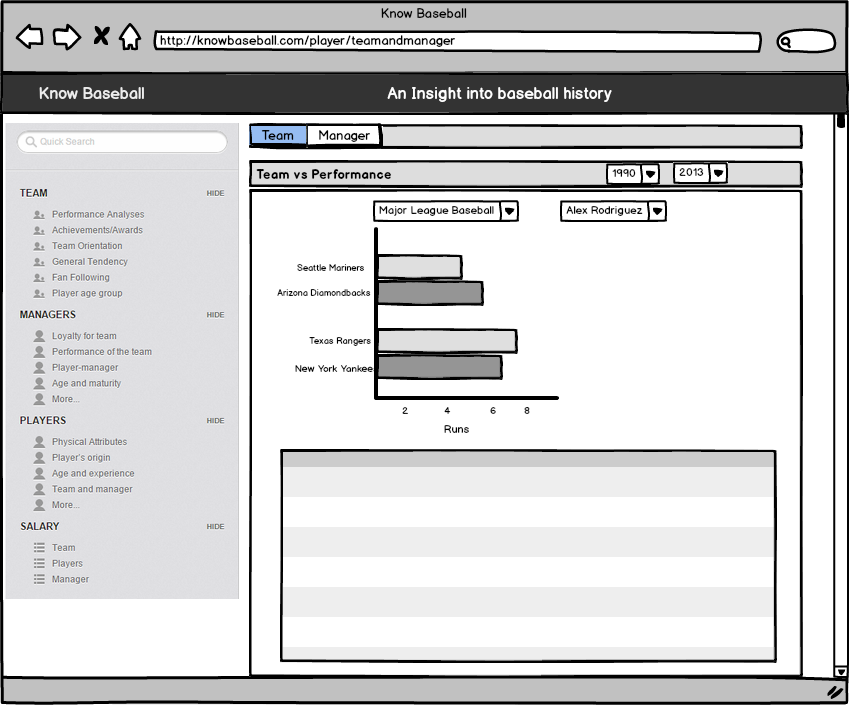 Know Baseball
http://knowbaseball.com/player/teamandmanager
Know Baseball
An Insight into baseball history
Quick Search
TEAM HIDE
Performance Analyses
Achievements/Awards
Team Orientation
General Tendency
Fan Following
Player age group
MANAGERS HIDE
Loyalty for team
Performance of the team
Player-manager
Age and maturity
More...
PLAYERS HIDE
Physical Attributes
Player's origin
Age and experience
Team and manager
More...
SALARY HIDE
Team
Players
Manager
Team Manager
Team vs Performance 1990 2013
Major League Baseball Alex Rodriguez
Seattle Mariners
Arizona Diamondbacks
Texas Rangers
New York Yankee
2 4 6 8
Runs